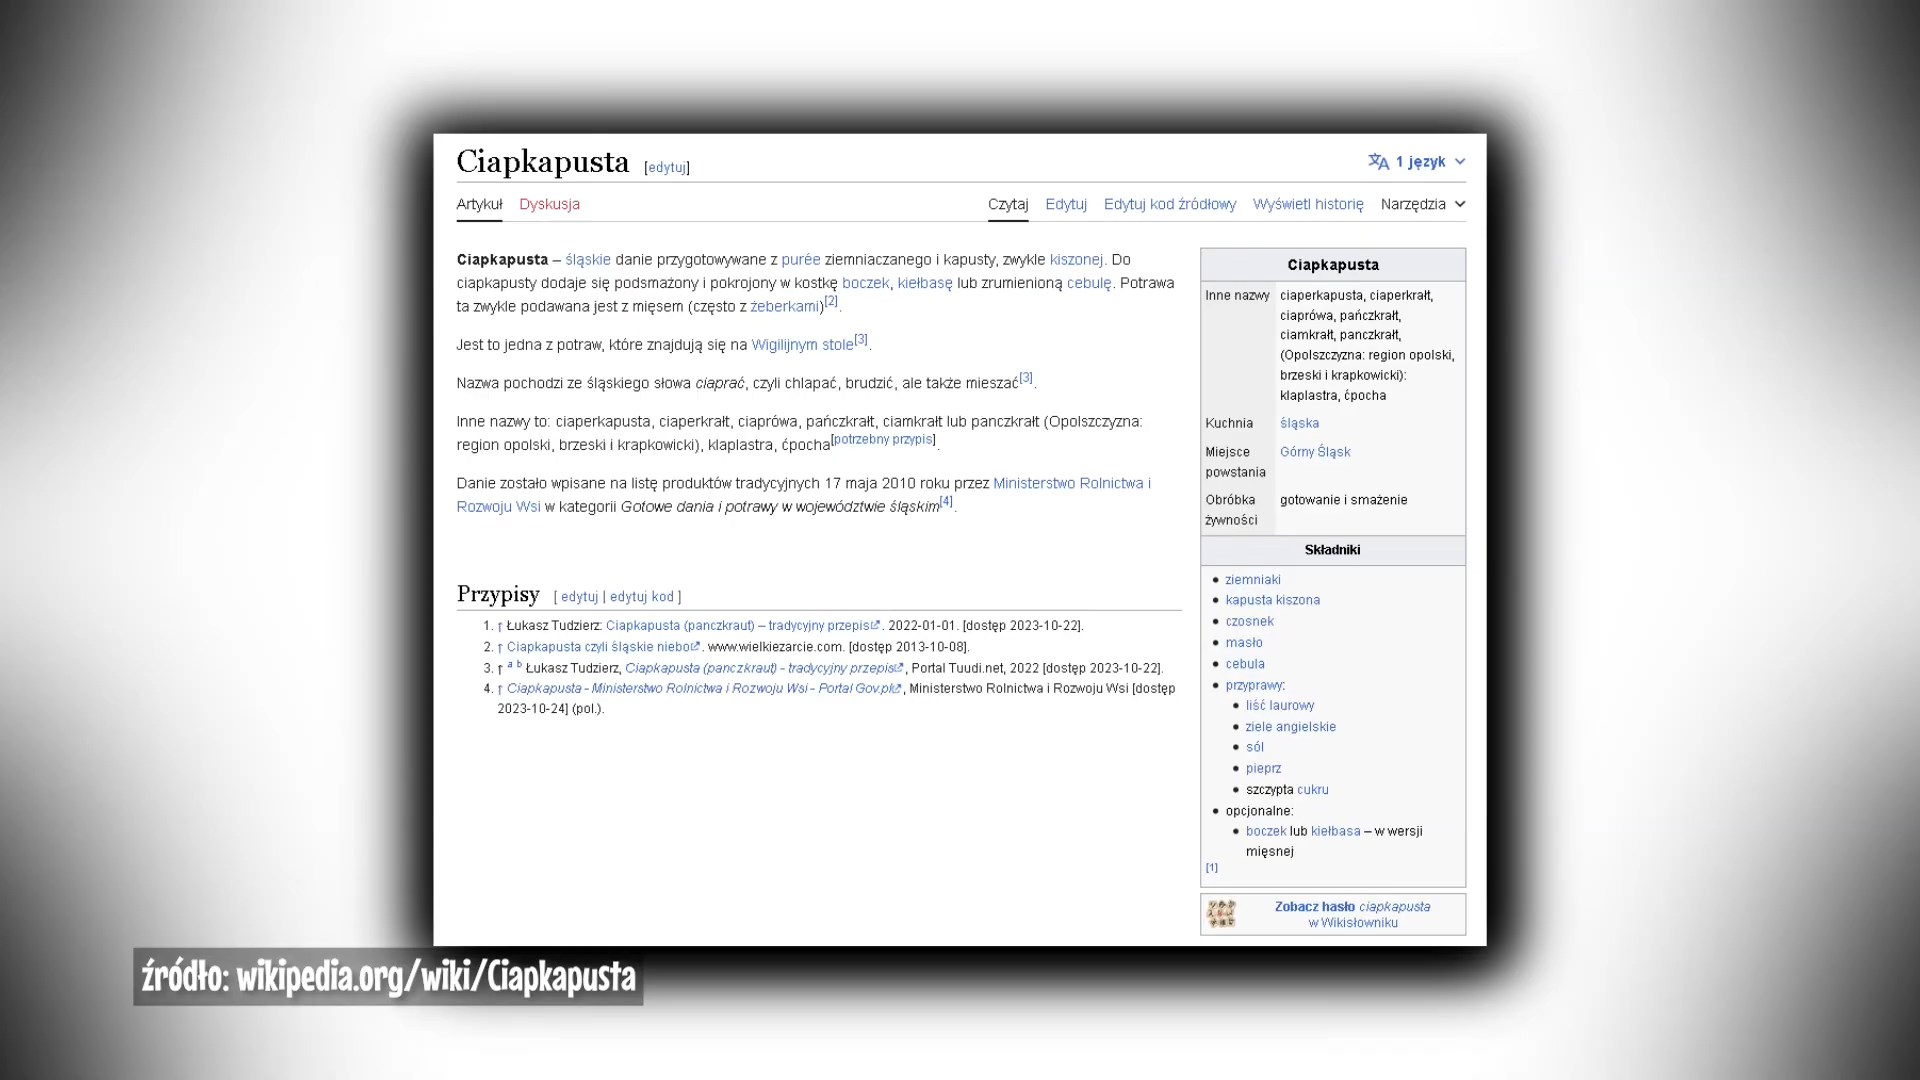 Ciapkapusta [edytuj]
1 język
Artykuł Dyskusja
Czytaj Edytuj Edytuj kod źródłowy Wyświetl historię Narzędzia
Ciapkapusta – śląskie danie przygotowywane z purée ziemniaczanego i kapusty, zwykle kiszonej. Do
ciapkapusty dodaje się podsmażony i pokrojony w kostkę boczek, kiełbasę lub zrumienioną cebulę. Potrawa
ta zwykle podawana jest z mięsem (często z żeberkami)[2].
Jest to jedna z potraw, które znajdują się na Wigilijnym stole[3].
Nazwa pochodzi ze śląskiego słowa ciaprać, czyli chlapać, brudzić, ale także mieszać[3].
Inne nazwy to: ciaperkapusta, ciaperkrałt, ciaprówa, pańczkrałt, ciamkrałt lub panczkrałt (Opolszczyzna:
region opolski, brzeski i krapkowicki), klaplastra, ćpocha[potrzebny przypis].
Danie zostało wpisane na listę produktów tradycyjnych 17 maja 2010 roku przez Ministerstwo Rolnictwa i
Rozwoju Wsi w kategorii Gotowe dania i potrawy w województwie śląskim[4].
Przypisy [ edytuj | edytuj kod ]
1. ↑ Łukasz Tudzierz: Ciapkapusta (panczkraut) – tradycyjny przepis. 2022-01-01. [dostęp 2023-10-22].
2. ↑ Ciapkapusta czyli śląskie niebo. www.wielkiezarcie.com. [dostęp 2013-10-08].
3. ↑ a b Łukasz Tudzierz, Ciapkapusta (panczkraut) - tradycyjny przepis, Portal Tuudi.net, 2022 [dostęp 2023-10-22].
4. ↑ Ciapkapusta - Ministerstwo Rolnictwa i Rozwoju Wsi - Portal Gov.pl, Ministerstwo Rolnictwa i Rozwoju Wsi [dostęp
2023-10-24] (pol.).
Ciapkapusta
Inne nazwy ciaperkapusta, ciaperkrałt,
ciaprówa, pańczkrałt,
ciamkrałt, panczkrałt,
(Opolszczyzna: region opolski,
brzeski i krapkowicki):
klaplastra, ćpocha
Kuchnia śląska
Miejsce Górny Śląsk
powstania
Obróbka gotowanie i smażenie
żywności
Składniki
• ziemniaki
• kapusta kiszona
• czosnek
• masło
• cebula
• przyprawy:
• liść laurowy
• ziele angielskie
• sól
• pieprz
• szczypta cukru
• opcjonalne:
• boczek lub kiełbasa – w wersji
mięsnej
[1]
Zobacz hasło ciapkapusta
w Wikisłowniku
źródło: wikipedia.org/wiki/Ciapkapusta